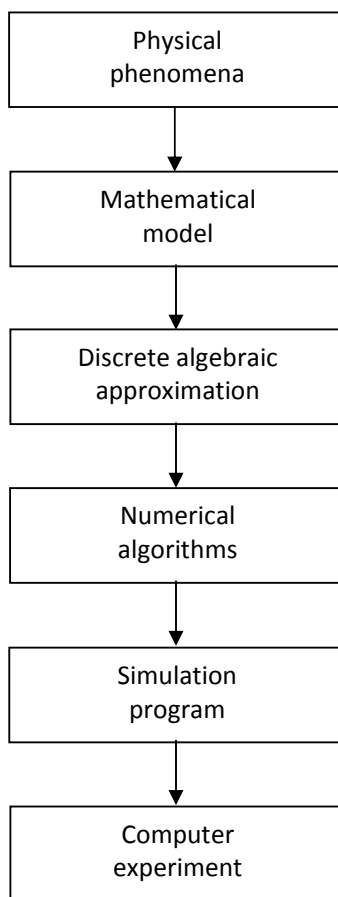 Physical
phenomena
Mathematical
model
Discrete algebraic
approximation
Numerical
algorithms
Simulation
program
Computer
experiment